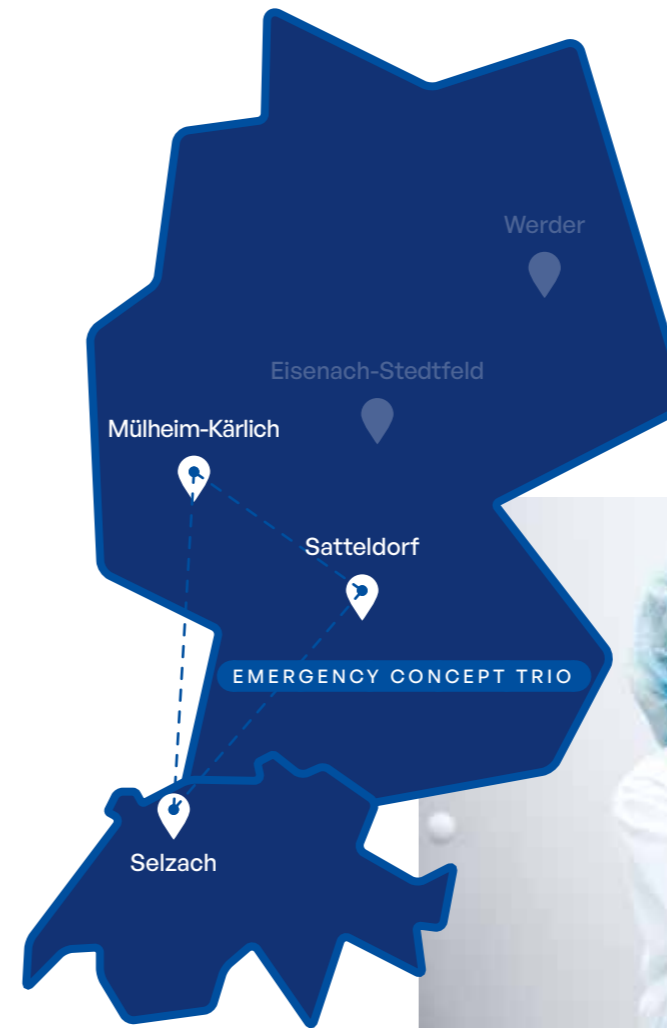 Werder
Eisenach-Stedtfeld
Mülheim-Kärlich
Satteldorf
EMERGENCY CONCEPT TRIO
Selzach